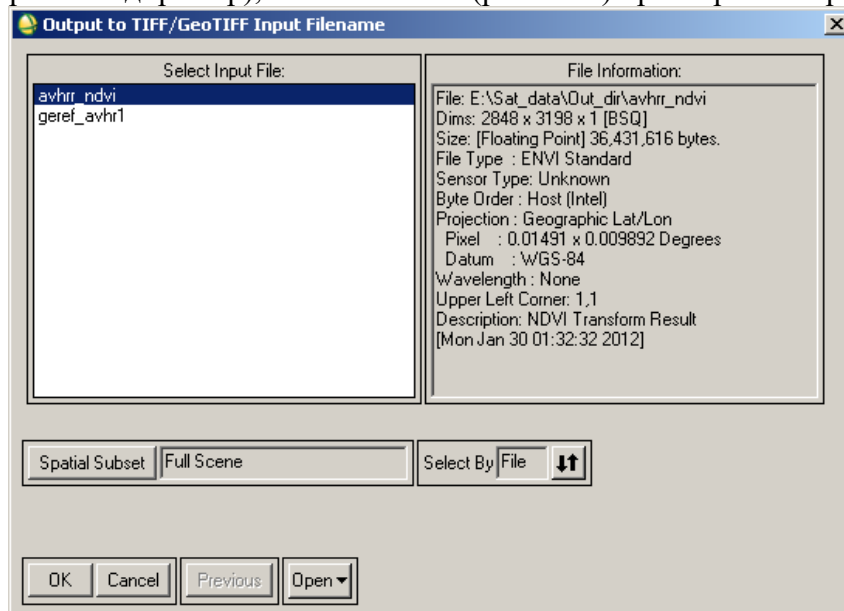 Output to TIFF/GeoTIFF Input Filename
Select Input File:
avhrr_ndvi
geref_avhr1
File Information:
File: E:\Sat_data\Out_dir\avhrr_ndvi
Dims: 2848 x 3198 x 1 [BSQ]
Size: [Floating Point] 36,431,616 bytes.
File Type : ENVI Standard
Sensor Type: Unknown
Byte Order : Host (Intel)
Projection : Geographic Lat/Lon
Pixel : 0.01491 x 0.009892 Degrees
Datum : WGS-84
Wavelength : None
Upper Left Corner: 1,1
Description: NDVI Transform Result
[Mon Jan 30 01:32:32 2012]
Spatial Subset Full Scene
Select By File
OK Cancel Previous Open